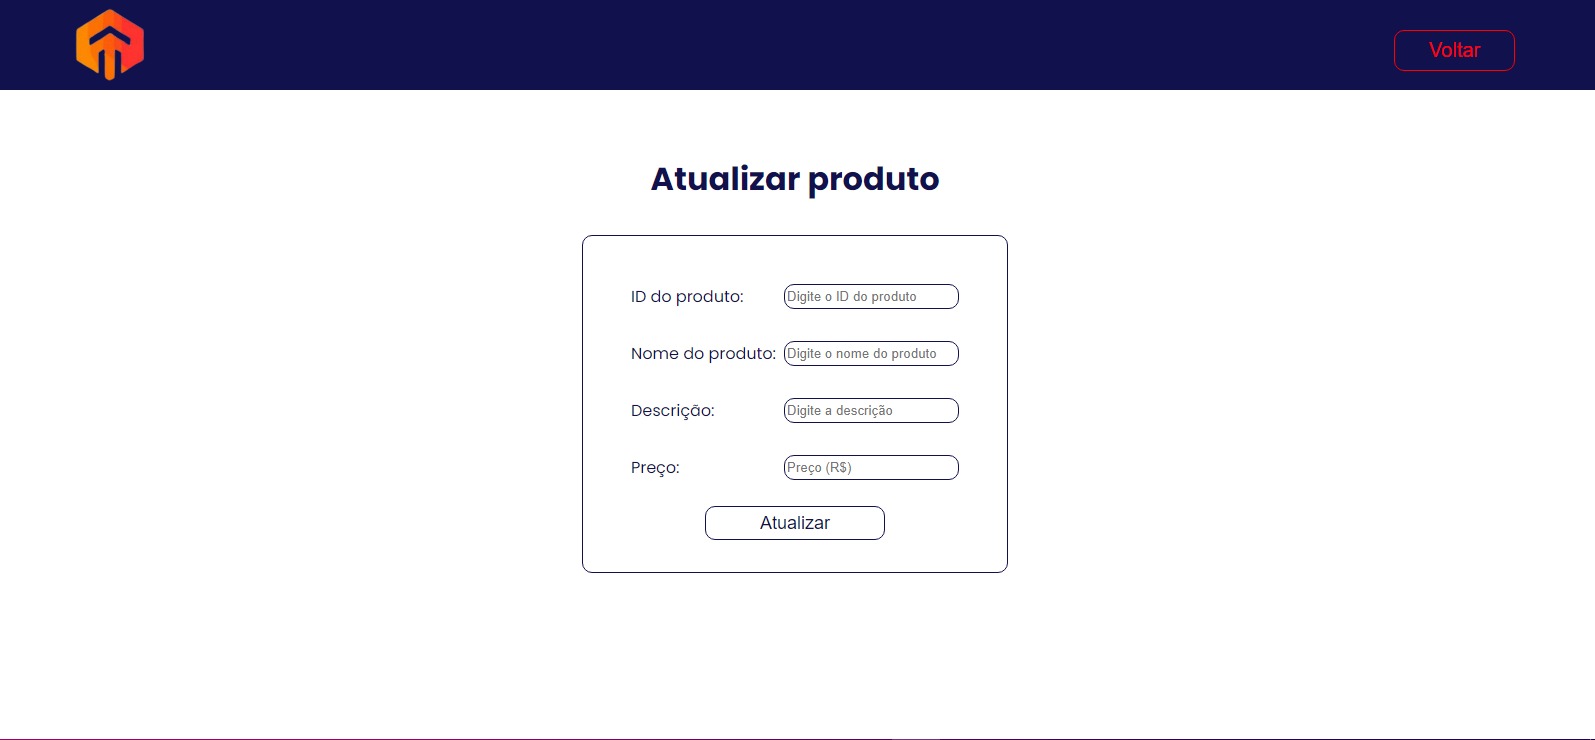 Voltar
Atualizar produto
ID do produto: Digite o ID do produto
Nome do produto: Digite o nome do produto
Descrição: Digite a descrição
Preço: Preço (R$)
Atualizar